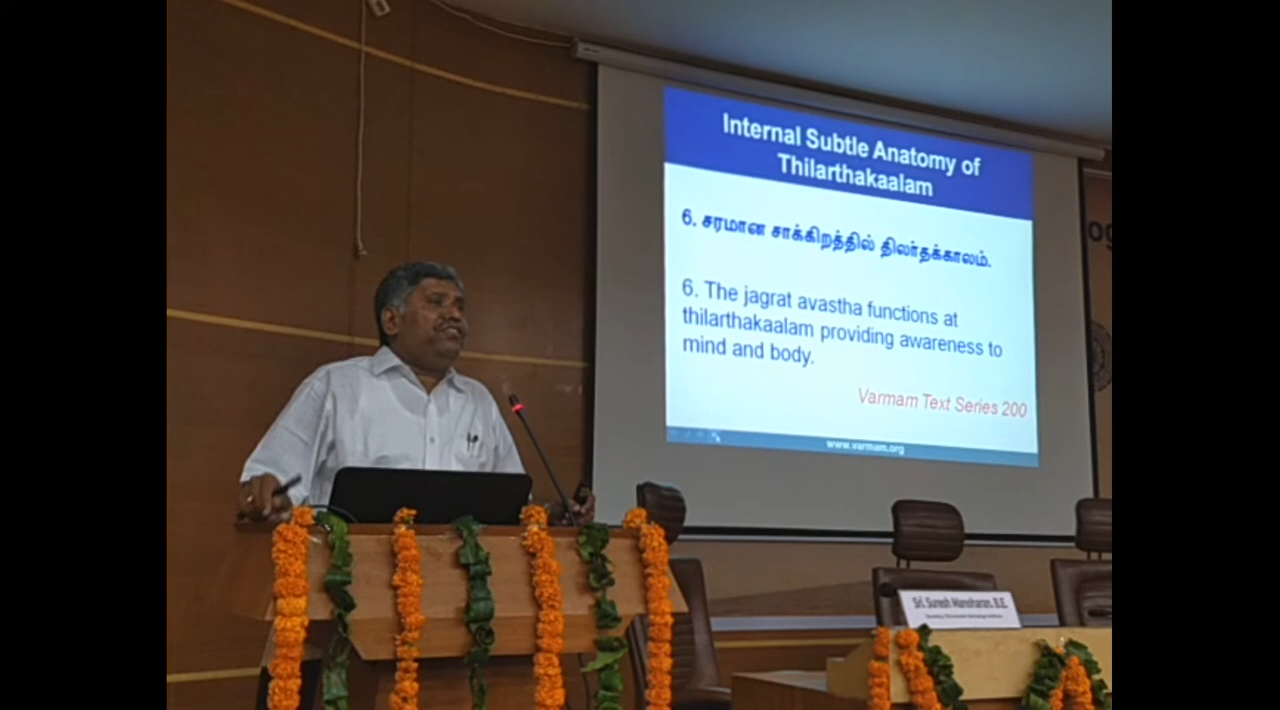 Internal Subtle Anatomy of
Thilarthakaalam
6. சரமான சாக்கிறத்தில் திலர்தக்காலம்.
6. The jagrat avastha functions at
thilarthakaalam providing awareness to
mind and body.
Varmam Text Series 200
www.varmam.org
Sri. Suresh Manoharan. B.E.